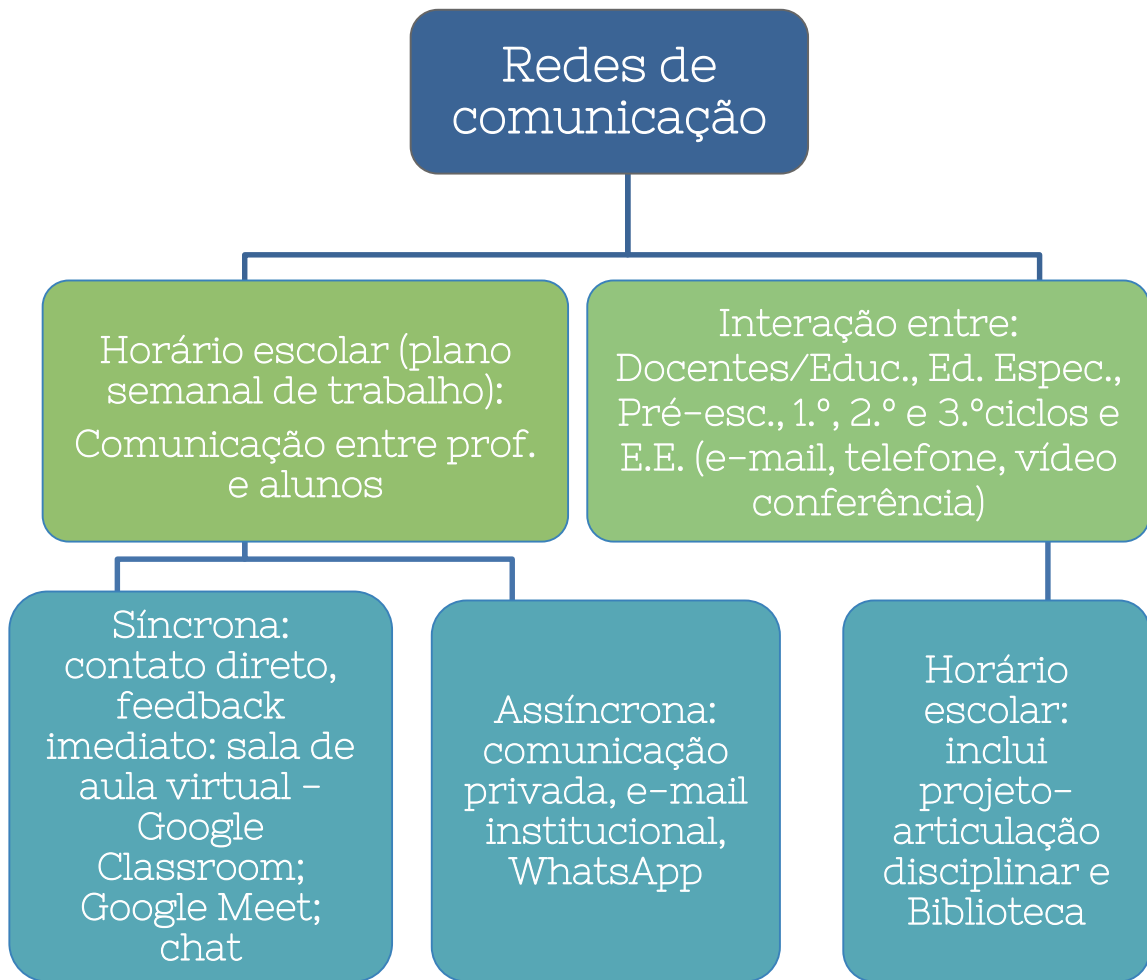 Redes de
comunicação
Horário escolar (plano
semanal de trabalho):
Comunicação entre prof.
e alunos
Interação entre:
Docentes/Educ., Ed. Espec.,
Pré-esc., 1.º, 2.º e 3.ºciclos e
E.E. (e-mail, telefone, vídeo
conferência)
Síncrona:
contato direto,
feedback
imediato: sala de
aula virtual -
Google
Classroom;
Google Meet;
chat
Assíncrona:
comunicação
privada, e-mail
institucional,
WhatsApp
Horário
escolar:
inclui
projeto-
articulação
disciplinar e
Biblioteca